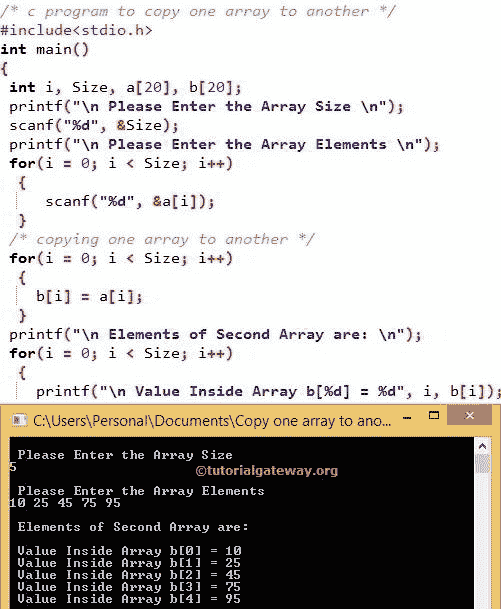 /* c program to copy one array to another */
#include<stdio.h>
int main()
{
int i, Size, a[20], b[20];
printf("\n Please Enter the Array Size \n");
scanf("%d", &Size);
printf("\n Please Enter the Array Elements \n");
for(i = 0; i < Size; i++)
{
scanf("%d", &a[i]);
}
/* copying one array to another */
for(i = 0; i < Size; i++)
{
b[i] = a[i];
}
printf("\n Elements of Second Array are: \n");
for(i = 0; i < Size; i++)
{
printf("\n Value Inside Array b[%d] = %d", i, b[i]);
C:\Users\Personal\Documents\Copy one array to ano...
Please Enter the Array Size
5
©tutorialgateway.org
Please Enter the Array Elements
10 25 45 75 95
Elements of Second Array are:
Value Inside Array b[0] = 10
Value Inside Array b[1] = 25
Value Inside Array b[2] = 45
Value Inside Array b[3] = 75
Value Inside Array b[4] = 95